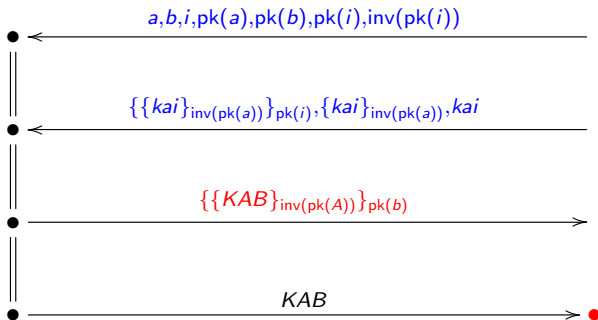 a,b,i,pk(a),pk(b),pk(i),inv(pk(i))
{{kai}inv(pk(a))}pk(i),{kai}inv(pk(a)),kai
{{KAB}inv(pk(A))}pk(b)
KAB